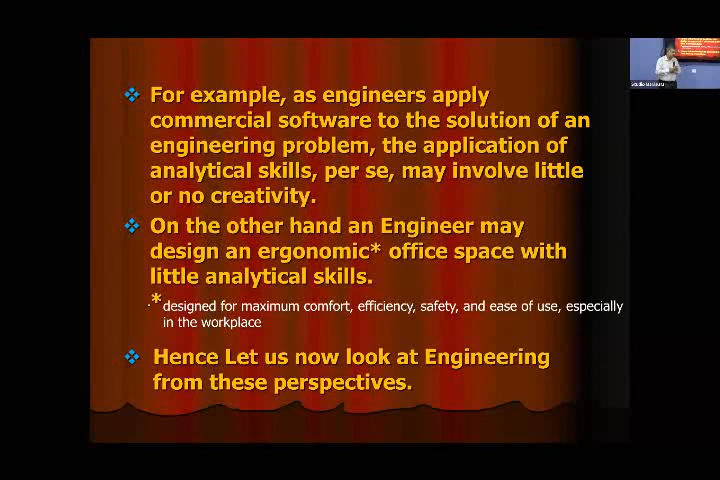 ❖ For example, as engineers apply
commercial software to the solution of an
engineering problem, the application of
analytical skills, per se, may involve little
or no creativity.
❖ On the other hand an Engineer may
design an ergonomic* office space with
little analytical skills.
*designed for maximum comfort, efficiency, safety, and ease of use, especially
in the workplace
❖ Hence Let us now look at Engineering
from these perspectives.